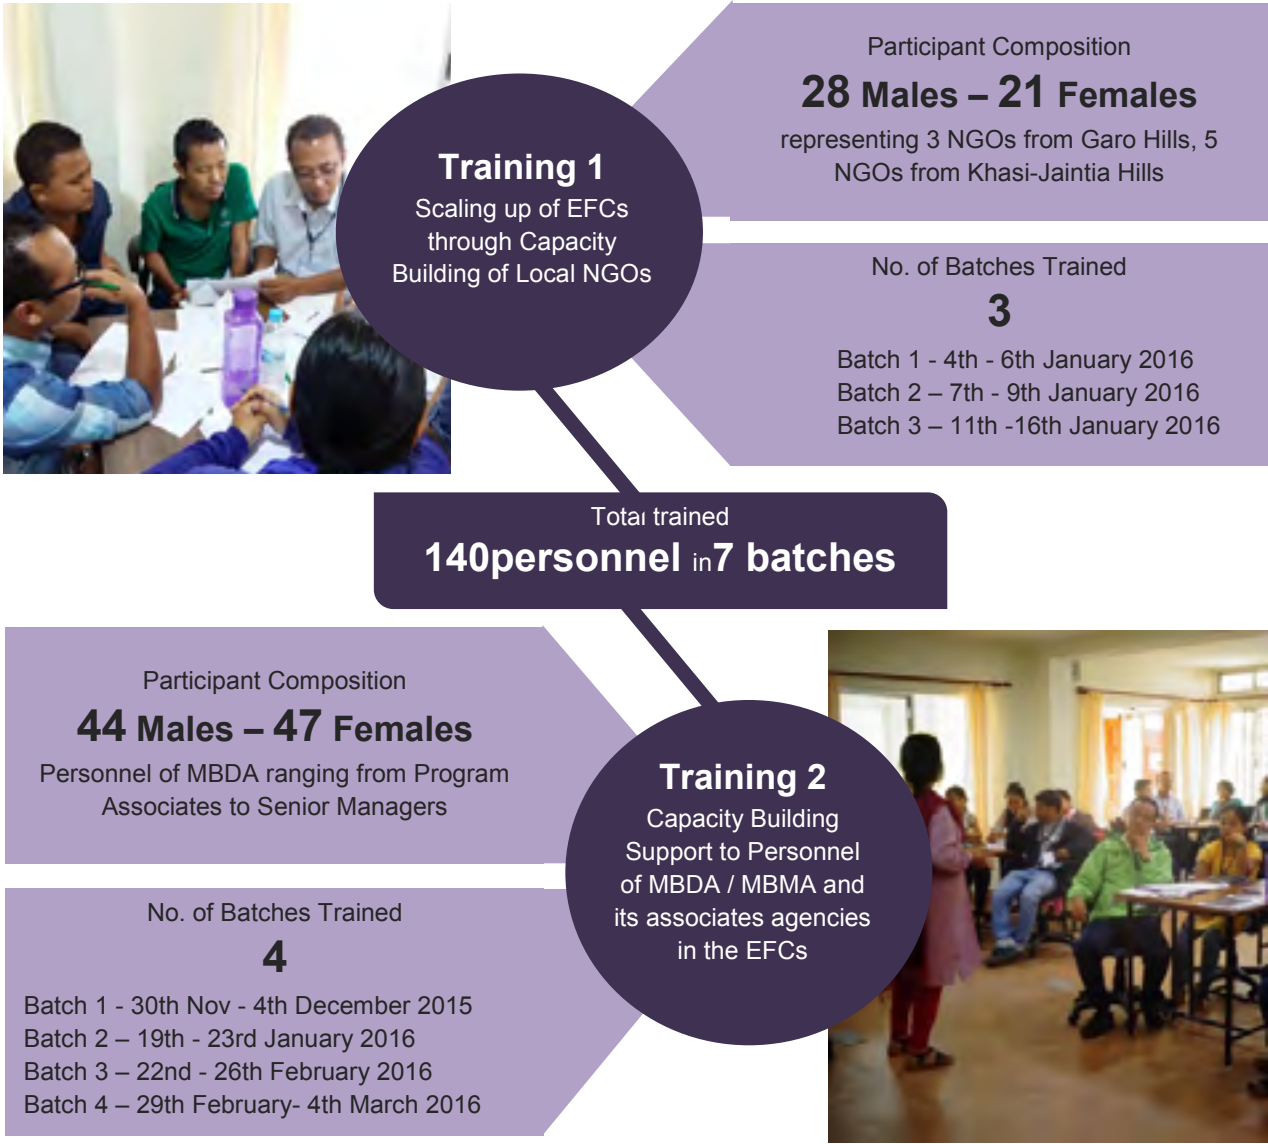 Participant Composition
28 Males – 21 Females
representing 3 NGOs from Garo Hills, 5
NGOs from Khasi-Jaintia Hills
Training 1
Scaling up of EFCs
through Capacity
Building of Local NGOs
No. of Batches Trained
3
Batch 1 - 4th - 6th January 2016
Batch 2 – 7th - 9th January 2016
Batch 3 – 11th -16th January 2016
Total trained
140personnel in7 batches
Participant Composition
44 Males – 47 Females
Personnel of MBDA ranging from Program
Associates to Senior Managers
Training 2
Capacity Building
Support to Personnel
of MBDA / MBMA and
its associates agencies
in the EFCs
No. of Batches Trained
4
Batch 1 - 30th Nov - 4th December 2015
Batch 2 – 19th - 23rd January 2016
Batch 3 – 22nd - 26th February 2016
Batch 4 – 29th February- 4th March 2016